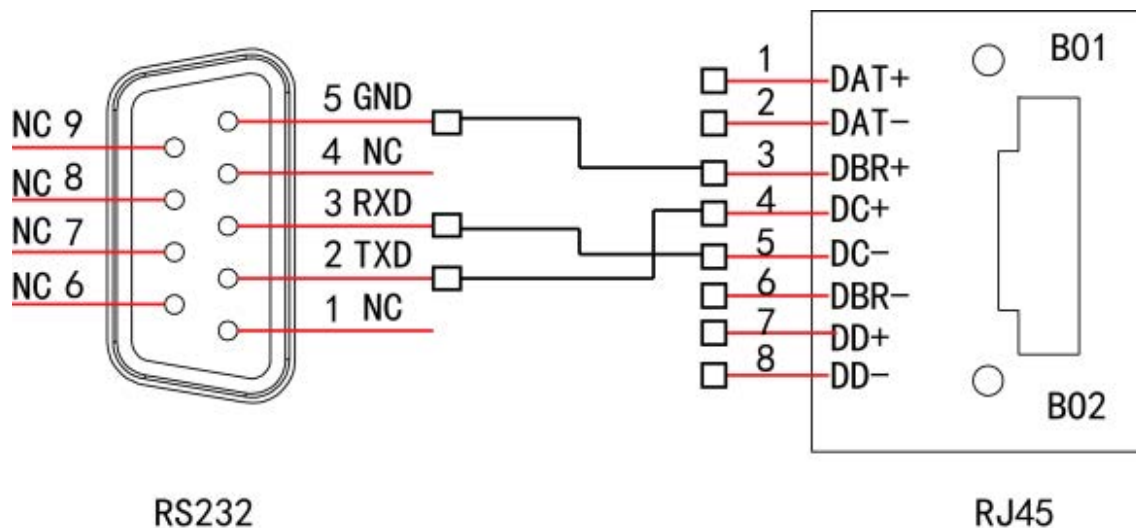 NC 9
NC 8
NC 7
NC 6
5 GND
4 NC
3 RXD
2 TXD
1 NC
1 DAT+
2 DAT-
3 DBR+
4 DC+
5 DC-
6 DBR-
7 DD+
8 DD-
B01
B02
RS232
RJ45